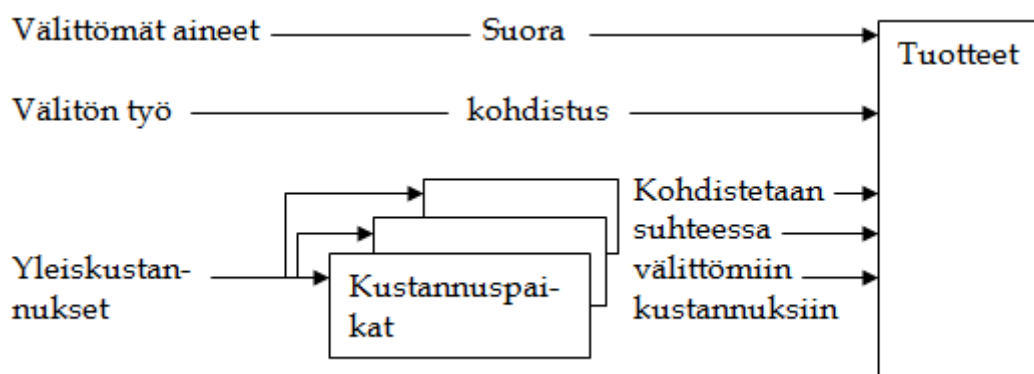 Välittömät aineet Suora
Tuotteet
Välitön työ kohdistus
Yleiskustan-
nukset
Kustannuspai-
kat
Kohdistetaan
suhteessa
välittömiin
kustannuksiin